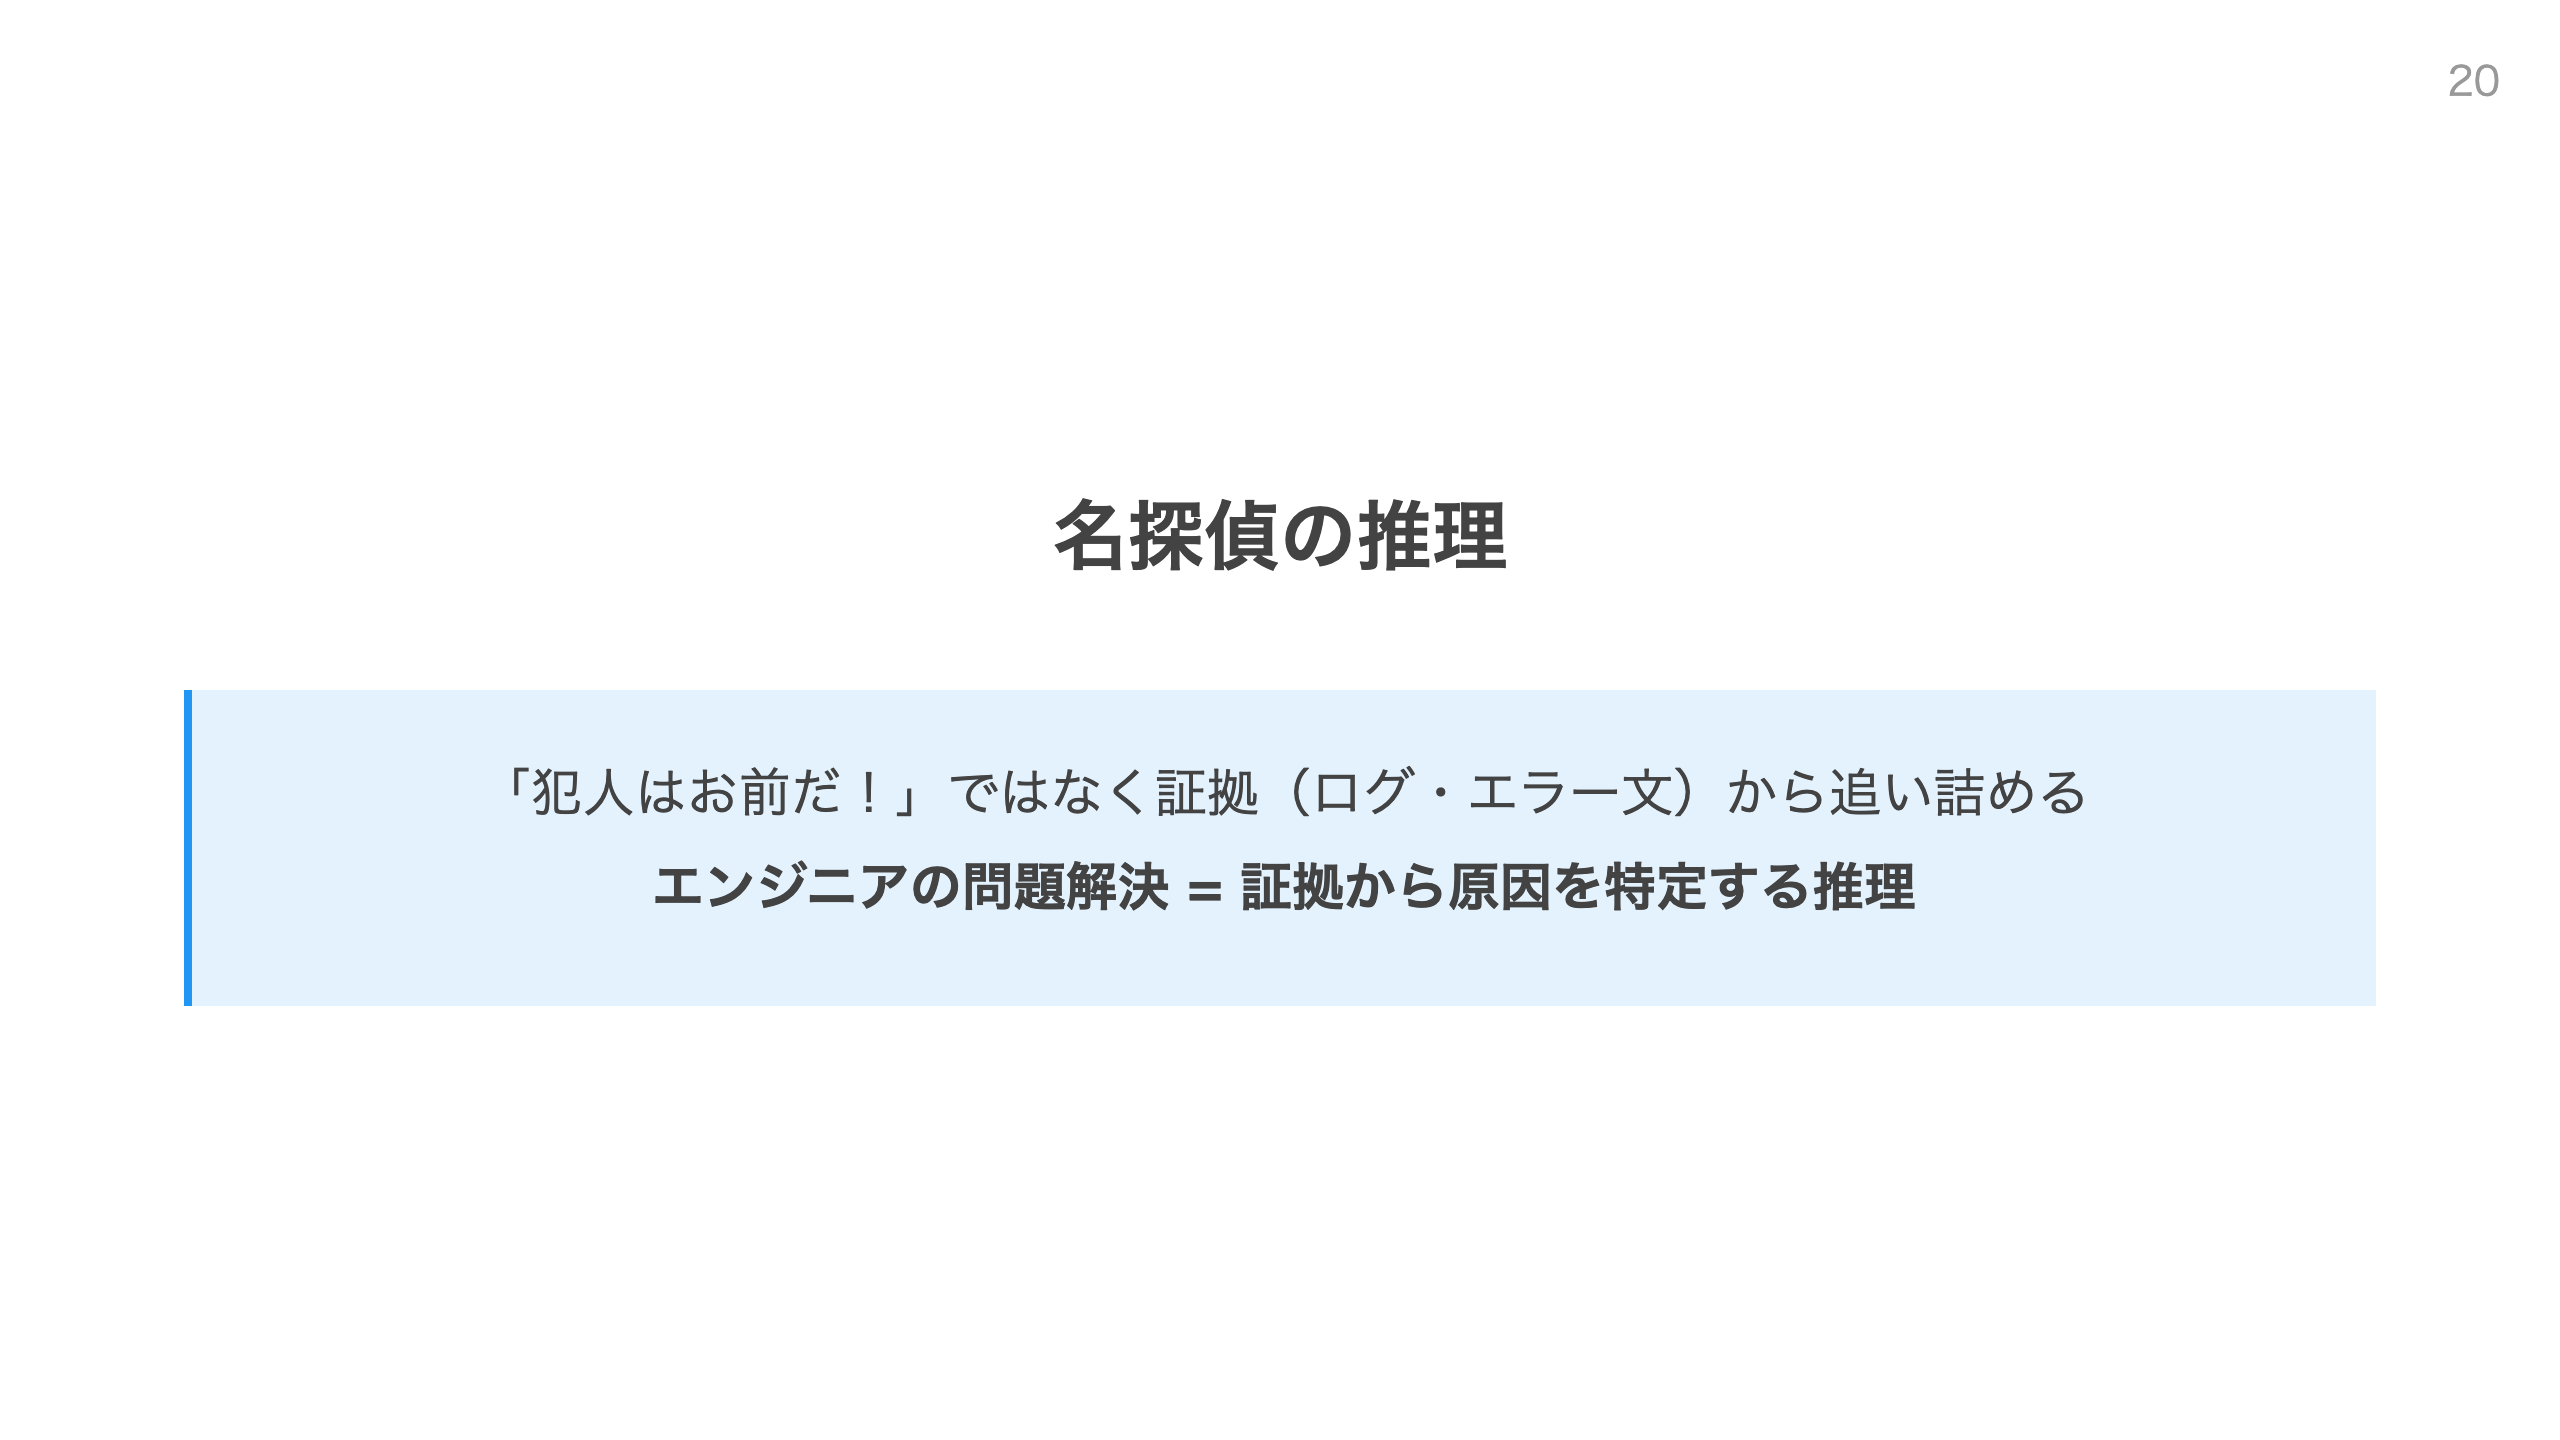 20
名探偵の推理
「犯人はお前だ！」ではなく証拠（ログ・エラー文）から追い詰める
エンジニアの問題解決 = 証拠から原因を特定する推理